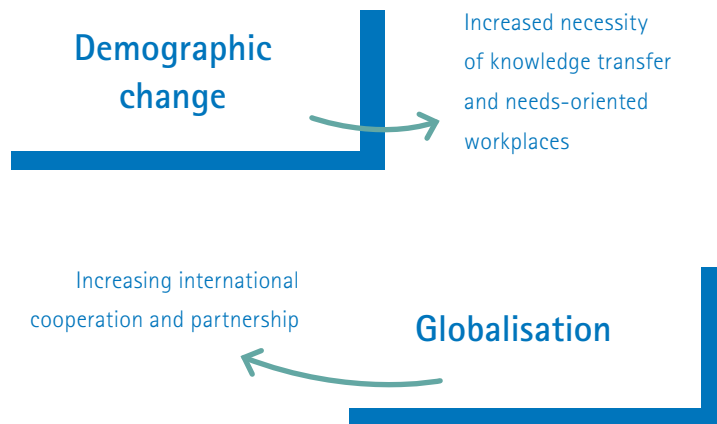 Demographic
change
Increased necessity
of knowledge transfer
and needs-oriented
workplaces
Increasing international
cooperation and partnership
Globalisation